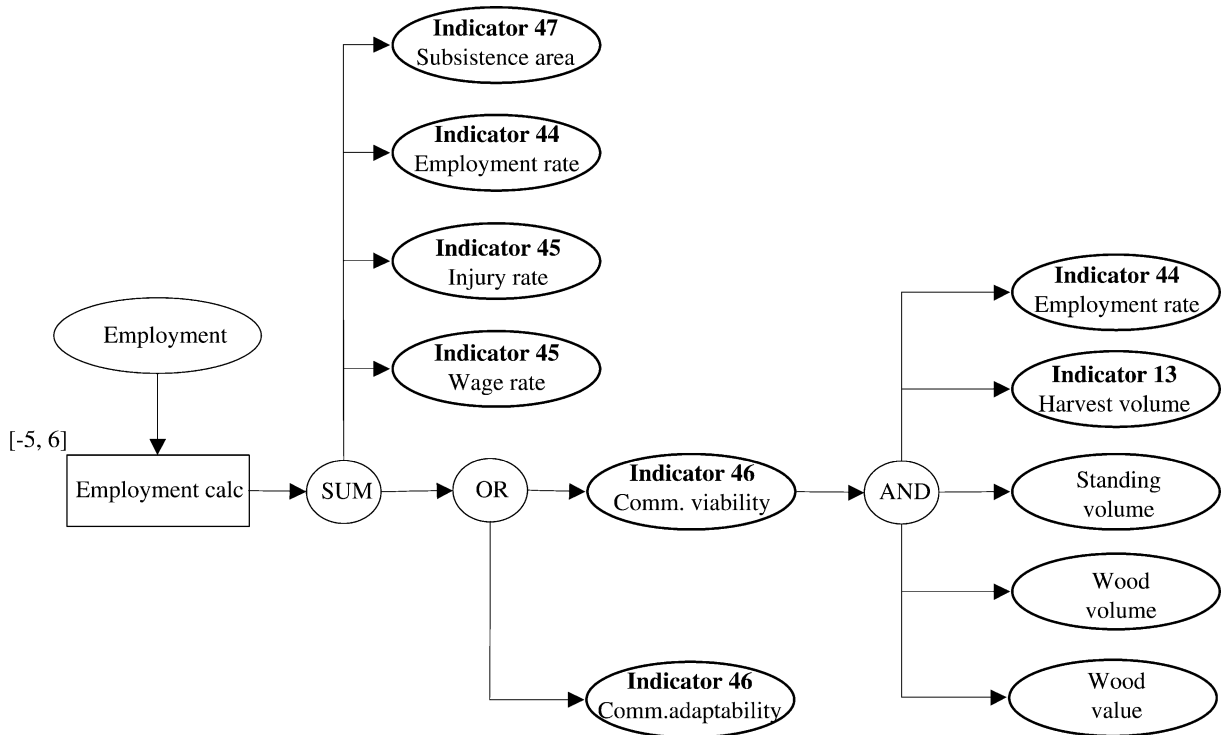 Indicator 47
Subsistence area
Indicator 44
Employment rate
Indicator 45
Injury rate
Indicator 45
Wage rate
Employment
[-5, 6]
Employment calc
SUM
OR
Indicator 46
Comm. viability
AND
Indicator 44
Employment rate
Indicator 13
Harvest volume
Standing
volume
Wood
volume
Wood
value
Indicator 46
Comm.adaptability